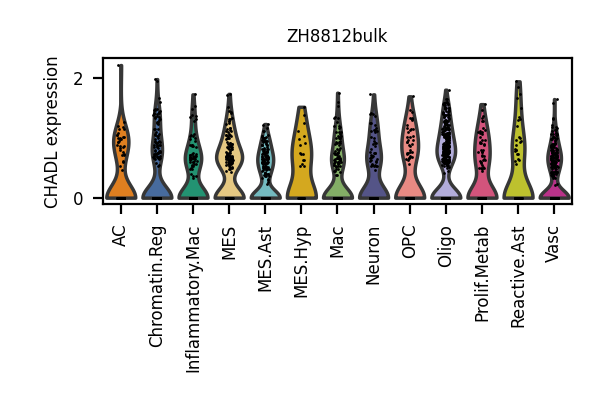 ZH8812bulk
CHADL expression
2
0
AC
Chromatin.Reg
Inflammatory.Mac
MES
MES.Ast
MES.Hyp
Mac
Neuron
OPC
Oligo
Prolif.Metab
Reactive.Ast
Vasc